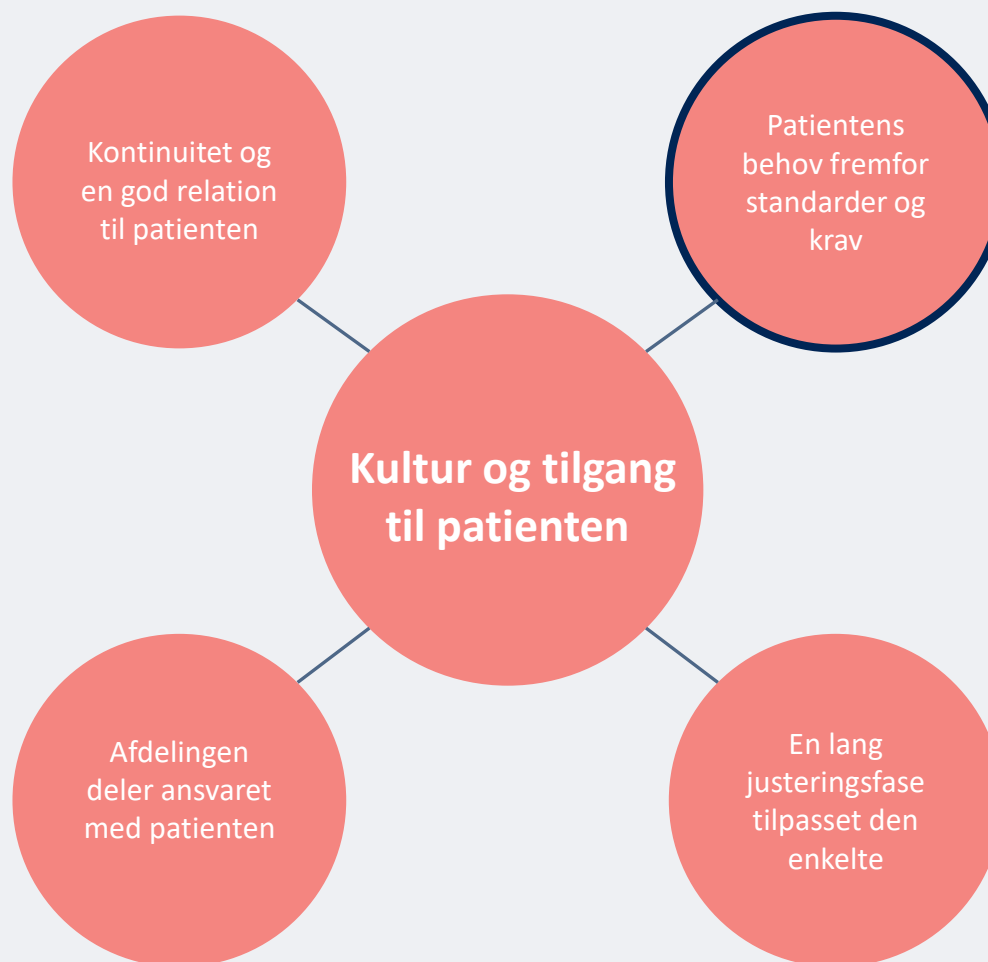 Kontinuitet og
en god relation
til patienten
Patientens
behov fremfor
standarder og
krav
Kultur og tilgang
til patienten
Afdelingen
deler ansvaret
med patienten
En lang
justeringsfase
tilpasset den
enkelte